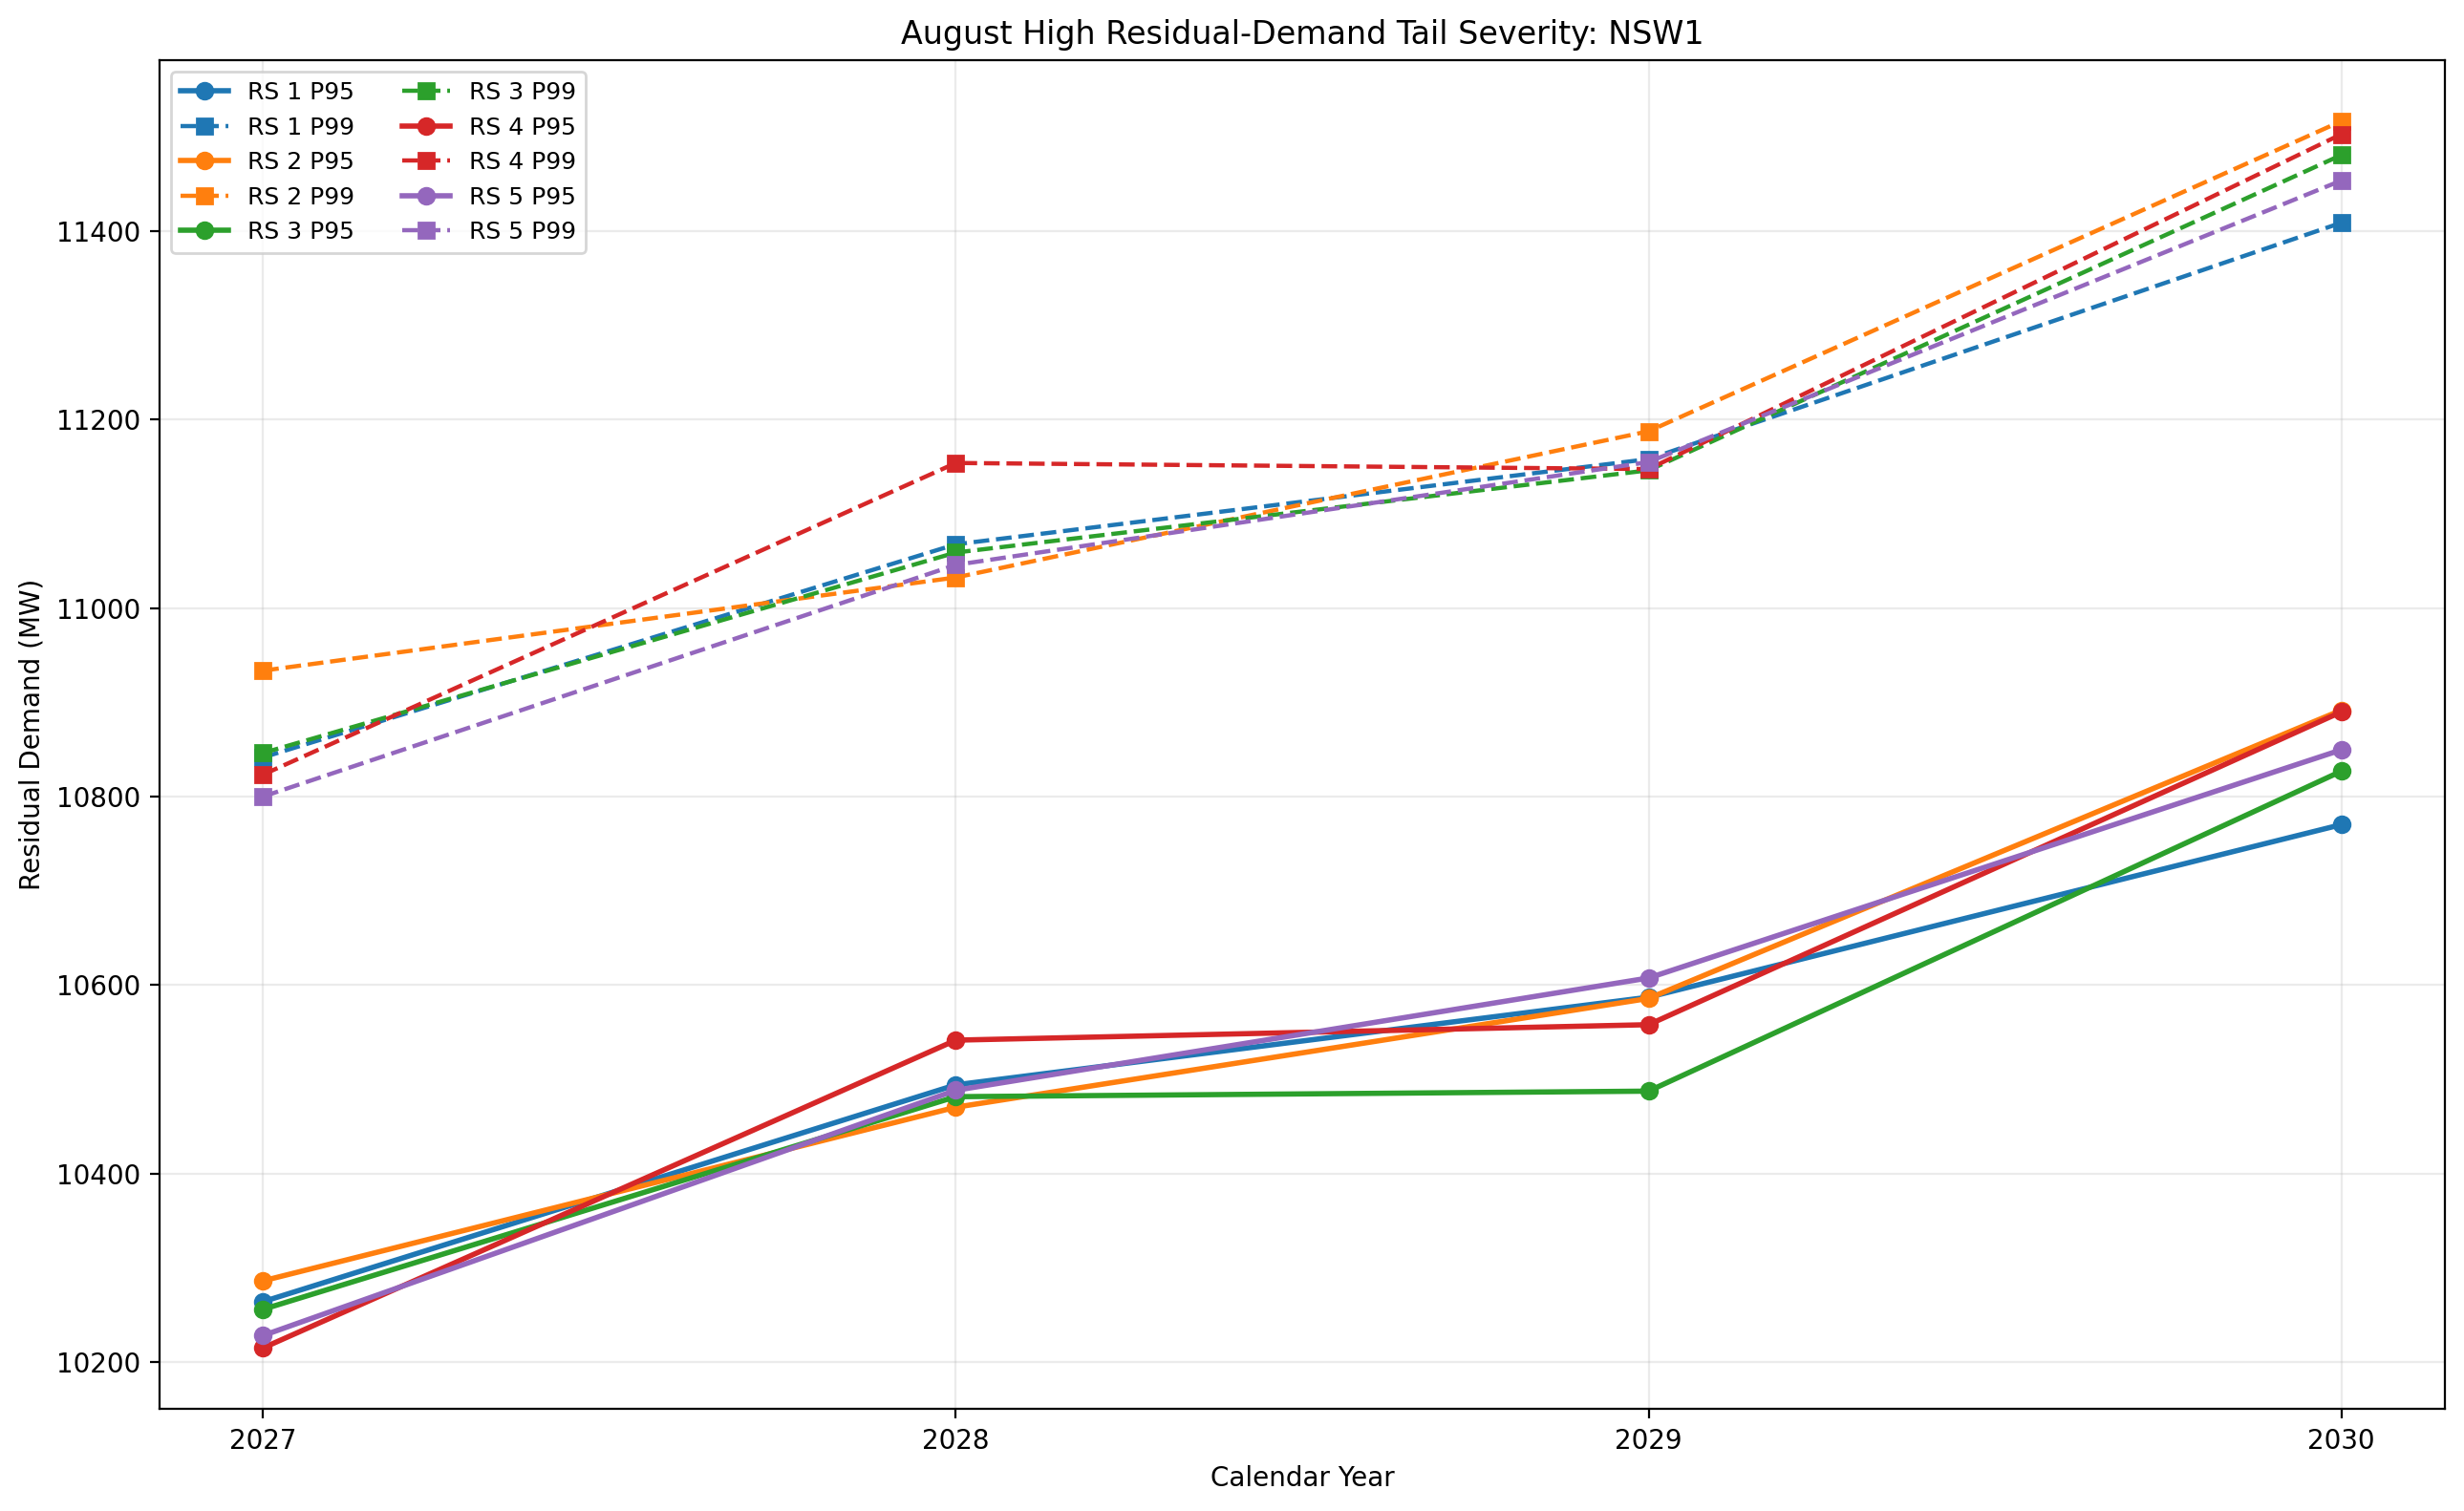 August High Residual-Demand Tail Severity: NSW1
RS 1 P95
RS 1 P99
RS 2 P95
RS 2 P99
RS 3 P95
RS 3 P99
RS 4 P95
RS 4 P99
RS 5 P95
RS 5 P99
Residual Demand (MW)
11400
11200
11000
10800
10600
10400
10200
2027
2028
2029
2030
Calendar Year